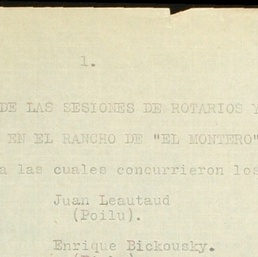 1.
DE LAS SESIONES DE ROTARIOS Y
EN EL RANCHO DE "EL MONTERO"
a las cuales concurrieron los
Juan Leautaud
(Poilu).
Enrique Bickousky.